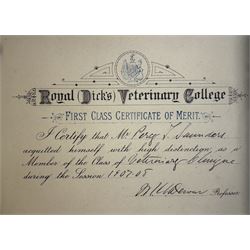 Royal (Dick's) Veterinary College
FIRST CLASS CERTIFICATE OF MERIT.
I Certify that Mr Percy T. Saunders
acquitted himself with high distinction, as a
Member of the Class of Veterinary Hygiene
during the Session 1907-08
Professor.